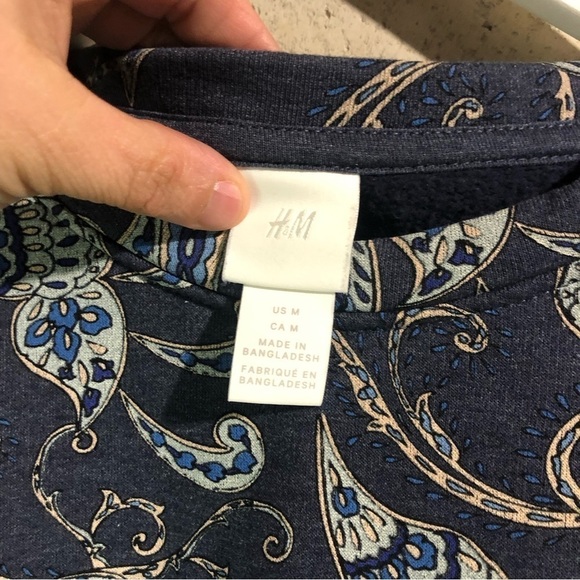 H&M
US M
CA M
MADE IN
BANGLADESH
FABRIQUÉ EN
BANGLADESH